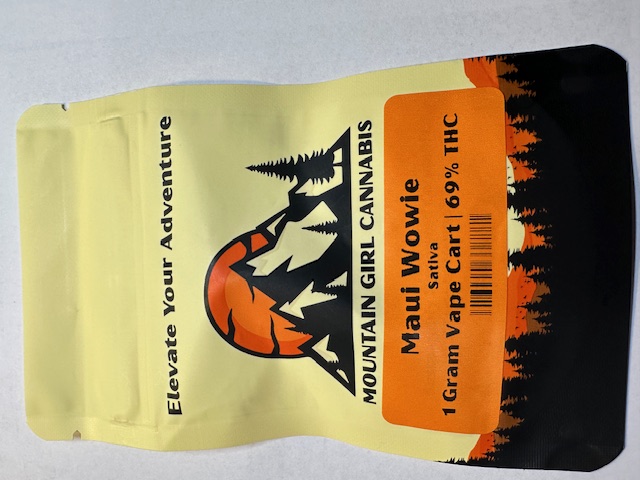 Elevate Your Adventure
MOUNTAIN GIRL CANNABIS
Maui Wowie
Sativa
1 Gram Vape Cart | 69% THC